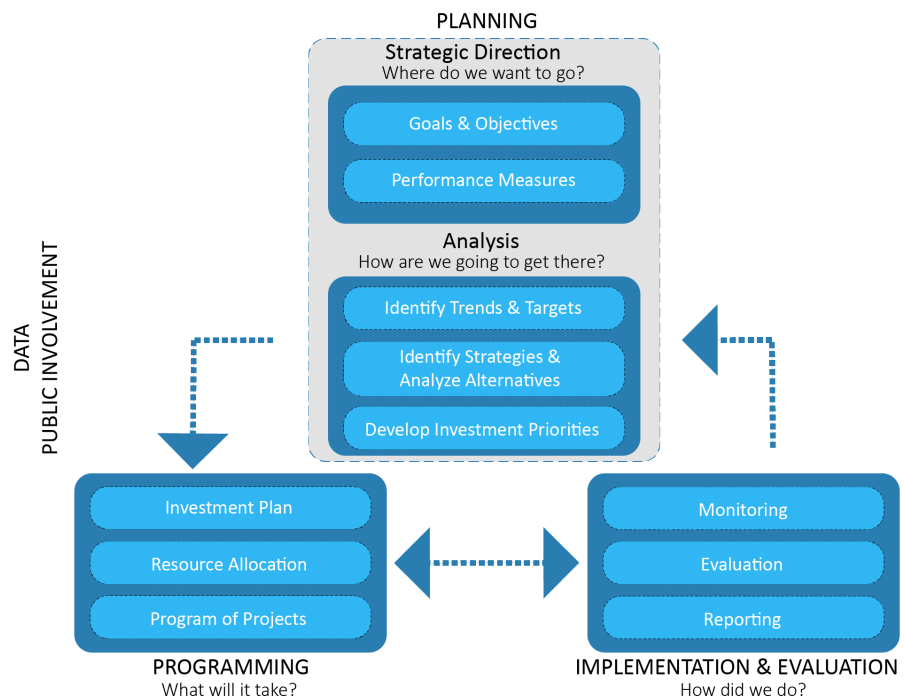 PLANNING
Strategic Direction
Where do we want to go?
Goals & Objectives
Performance Measures
Analysis
How are we going to get there?
Identify Trends & Targets
Identify Strategies &
Analyze Alternatives
Develop Investment Priorities
DATA
PUBLIC INVOLVEMENT
Investment Plan
Resource Allocation
Program of Projects
PROGRAMMING
What will it take?
Monitoring
Evaluation
Reporting
IMPLEMENTATION & EVALUATION
How did we do?